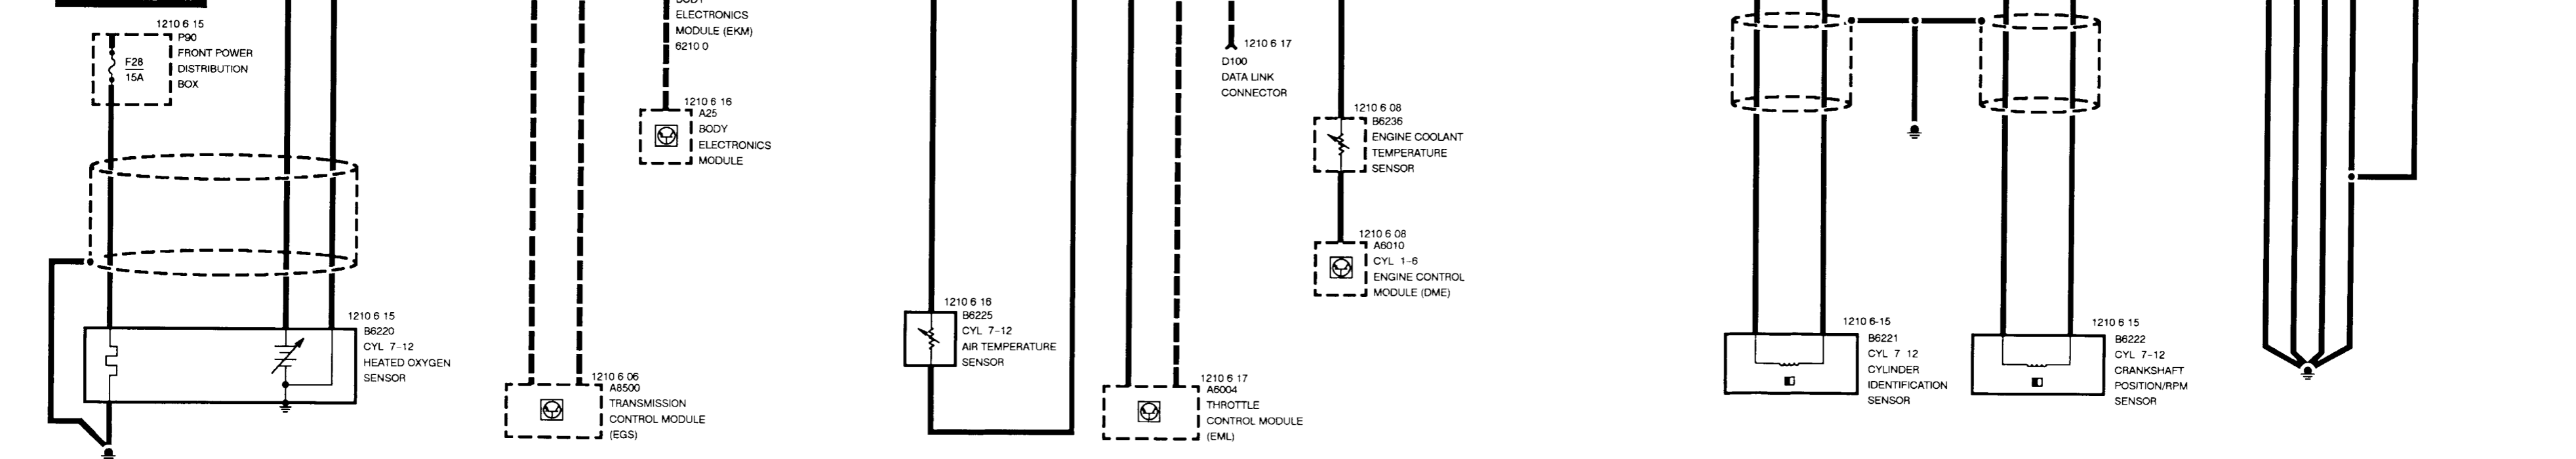 1210 6 15
P90
FRONT POWER
DISTRIBUTION
BOX
F28
15A
1210 6 15
B6220
CYL 7-12
HEATED OXYGEN
SENSOR
BODY
ELECTRONICS
MODULE (EKM)
6210 0
1210 6 16
A25
BODY
ELECTRONICS
MODULE
1210 6 06
A8500
TRANSMISSION
CONTROL MODULE
(EGS)
1210 6 16
B6225
CYL 7-12
AIR TEMPERATURE
SENSOR
1210 6 17
D100
DATA LINK
CONNECTOR
1210 6 17
A6004
THROTTLE
CONTROL MODULE
(EML)
1210 6 08
B6236
ENGINE COOLANT
TEMPERATURE
SENSOR
1210 6 08
A6010
CYL 1-6
ENGINE CONTROL
MODULE (DME)
1210 6-15
B6221
CYL 7 12
CYLINDER
IDENTIFICATION
SENSOR
1210 6 15
B6222
CYL 7-12
CRANKSHAFT
POSITION/RPM
SENSOR